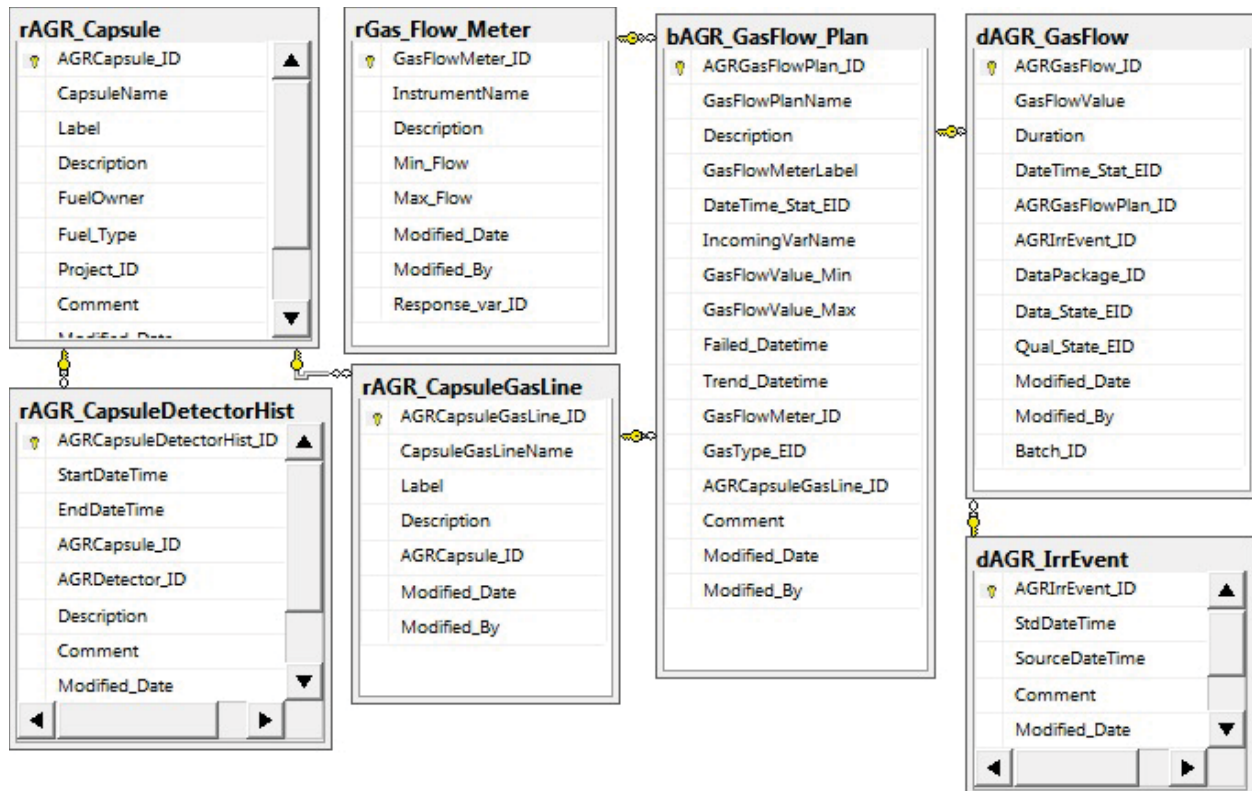 rAGR_Capsule
AGRCapsule_ID
CapsuleName
Label
Description
FuelOwner
Fuel_Type
Project_ID
Comment
Modified_Date
rGas_Flow_Meter
GasFlowMeter_ID
InstrumentName
Description
Min_Flow
Max_Flow
Modified_Date
Modified_By
Response_var_ID
bAGR_GasFlow_Plan
AGRGasFlowPlan_ID
GasFlowPlanName
Description
GasFlowMeterLabel
DateTime_Stat_EID
IncomingVarName
GasFlowValue_Min
GasFlowValue_Max
Failed_Datetime
Trend_Datetime
GasFlowMeter_ID
GasType_EID
AGRCapsuleGasLine_ID
Comment
Modified_Date
Modified_By
dAGR_GasFlow
AGRGasFlow_ID
GasFlowValue
Duration
DateTime_Stat_EID
AGRGasFlowPlan_ID
AGRIrrEvent_ID
DataPackage_ID
Data_State_EID
Qual_State_EID
Modified_Date
Modified_By
Batch_ID
rAGR_CapsuleDetectorHist
AGRCapsuleDetectorHist_ID
StartDateTime
EndDateTime
AGRCapsule_ID
AGRDetector_ID
Description
Comment
Modified_Date
rAGR_CapsuleGasLine
AGRCapsuleGasLine_ID
CapsuleGasLineName
Label
Description
AGRCapsule_ID
Modified_Date
Modified_By
dAGR_IrrEvent
AGRIrrEvent_ID
StdDateTime
SourceDateTime
Comment
Modified_Date